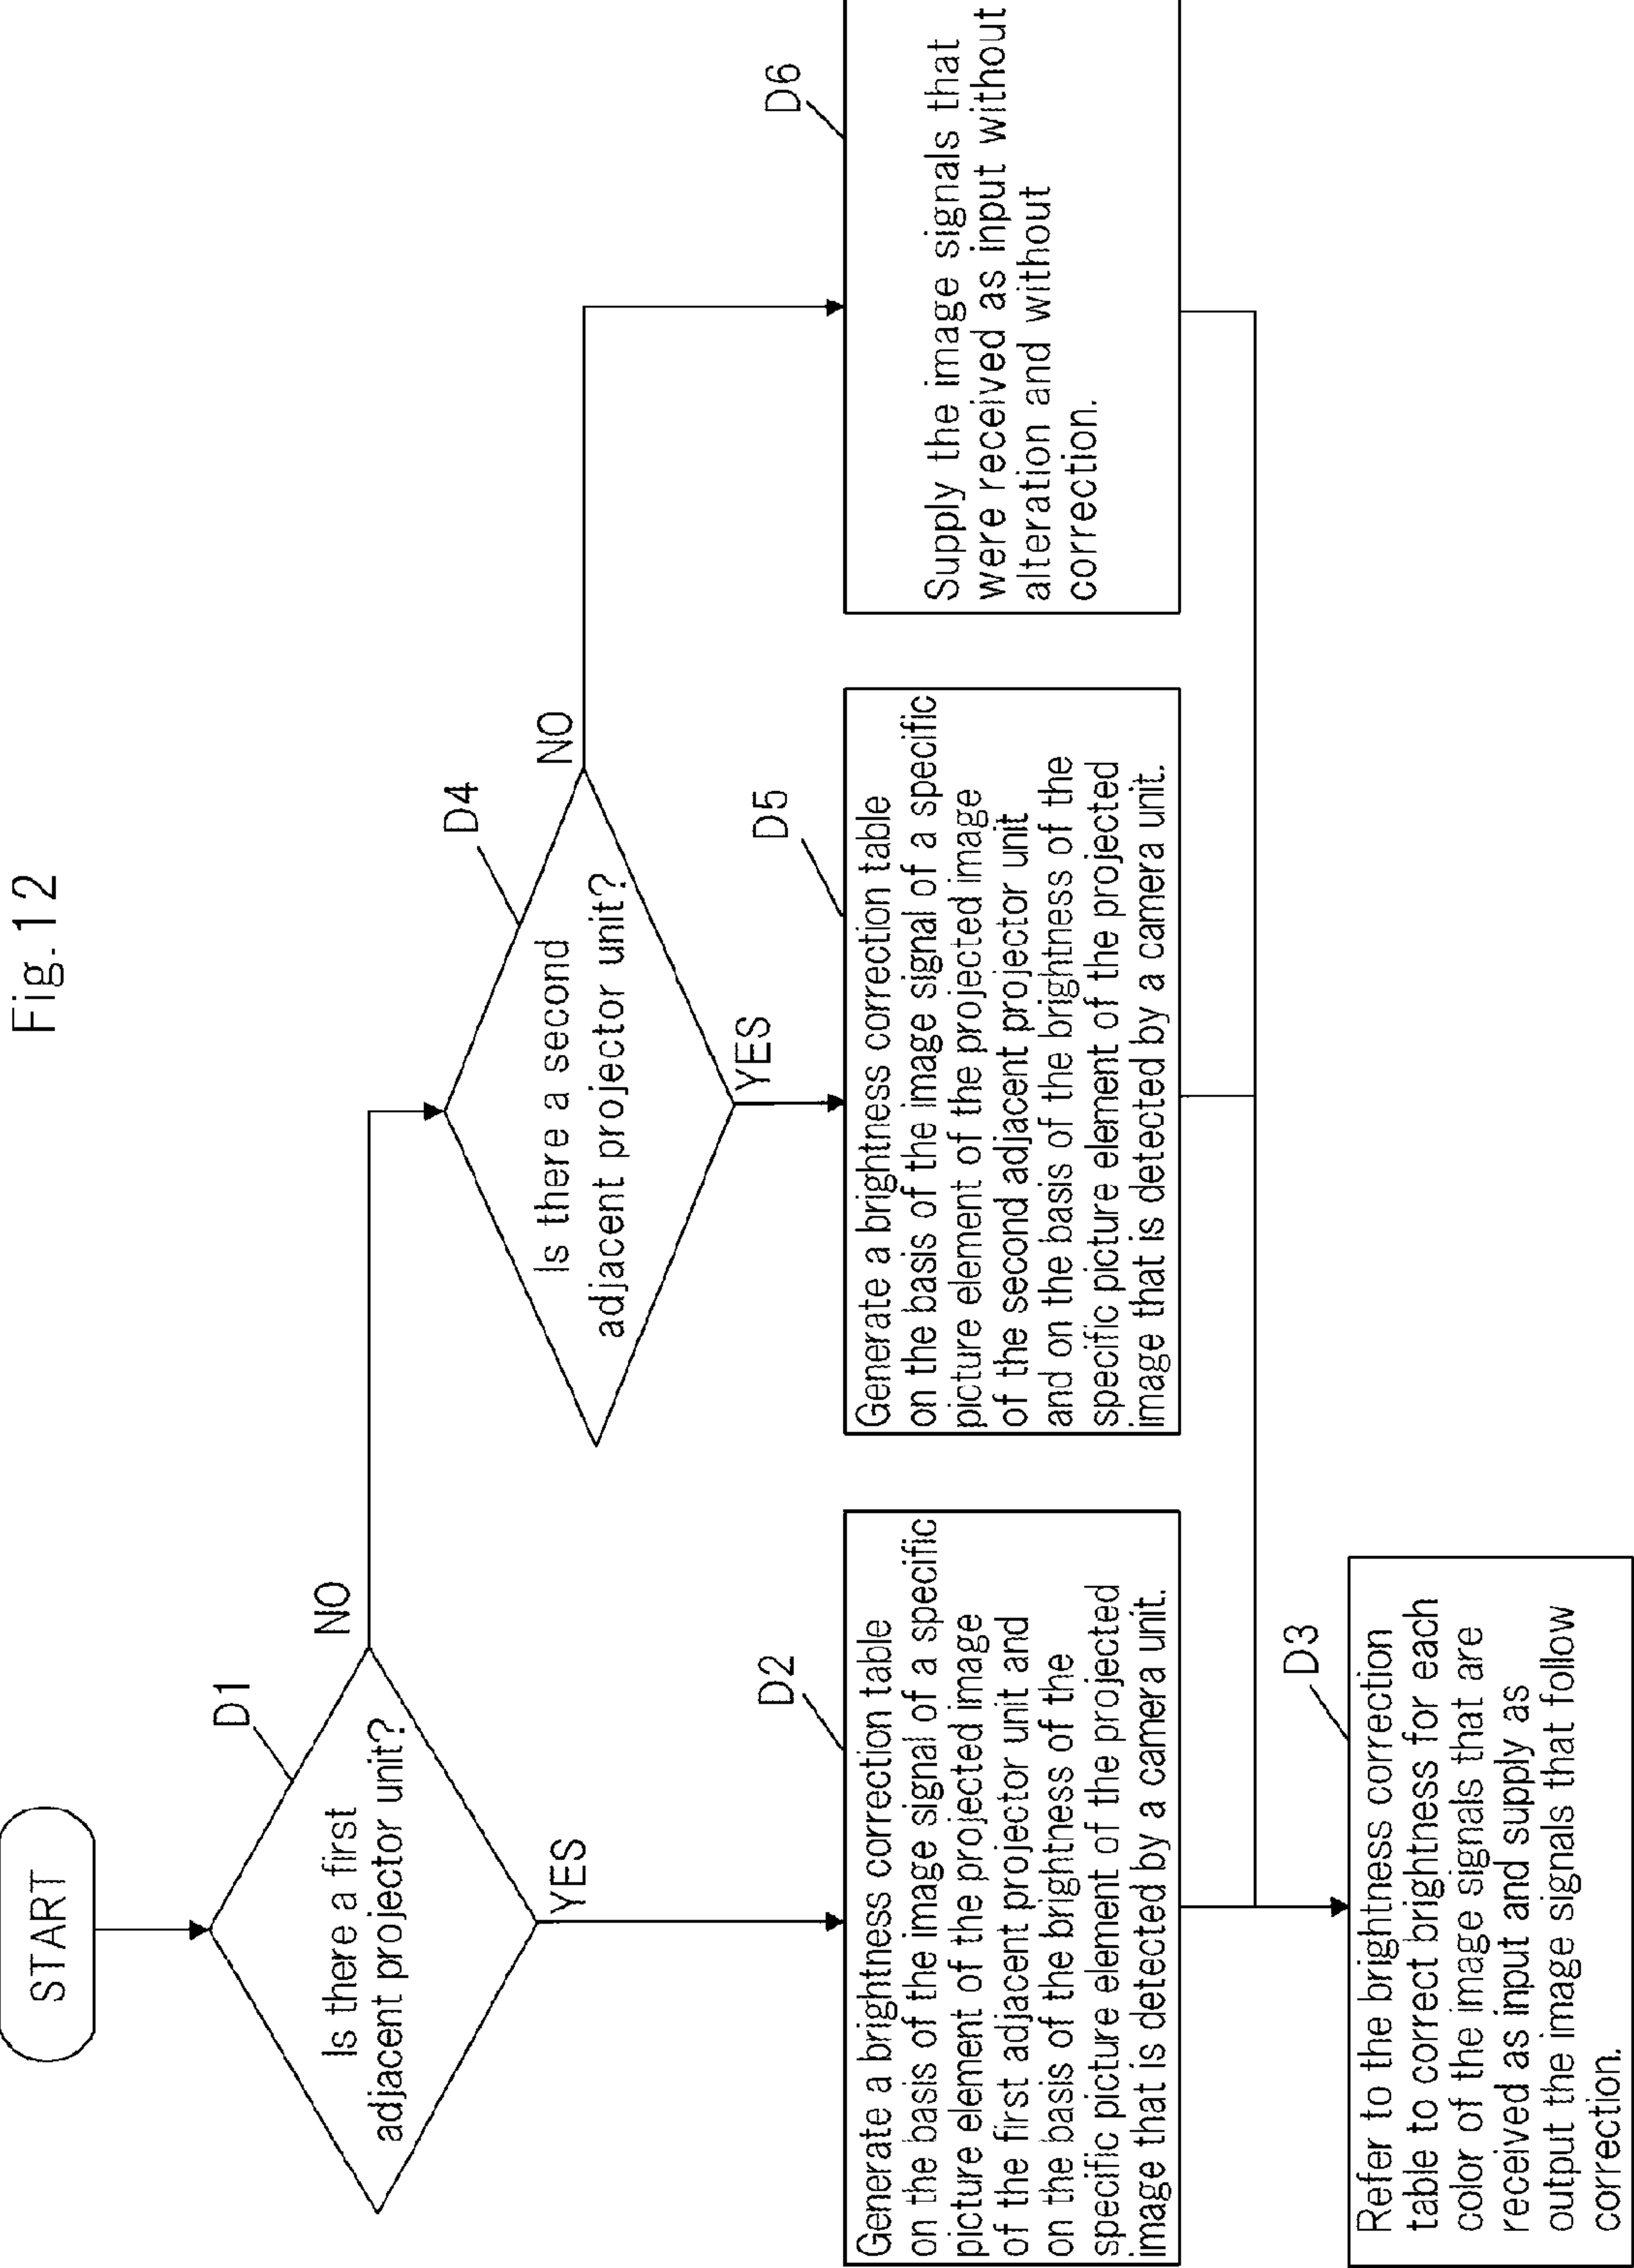 Fig.12
START
D1
Is there a first
adjacent projector unit?
NO
YES
D4
Is there a second
adjacent projector unit?
NO
YES
D2
Generate a brightness correction table
on the basis of the image signal of a specific
picture element of the projected image
of the first adjacent projector unit and
on the basis of the brightness of the
specific picture element of the projected
image that is detected by a camera unit.
D5
Generate a brightness correction table
on the basis of the image signal of a specific
picture element of the projected image
of the second adjacent projector unit
and on the basis of the brightness of the
specific picture element of the projected
image that is detected by a camera unit.
D6
Supply the image signals that
were received as input without
alteration and without
correction.
D3
Refer to the brightness correction
table to correct brightness for each
color of the image signals that are
received as input and supply as
output the image signals that follow
correction.